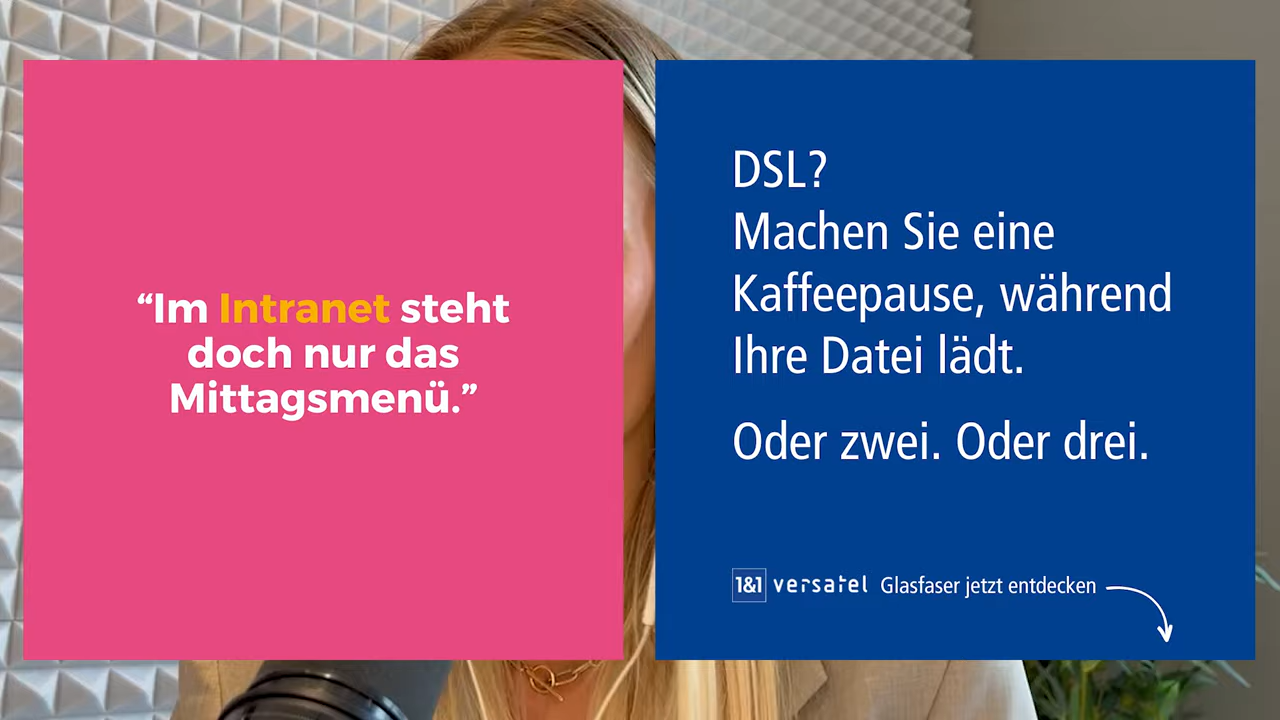 “Im Intranet steht
doch nur das
Mittagsmenü.”
DSL?
Machen Sie eine
Kaffeepause, während
Ihre Datei lädt.
Oder zwei. Oder drei.
1&1 versatel Glasfaser jetzt entdecken